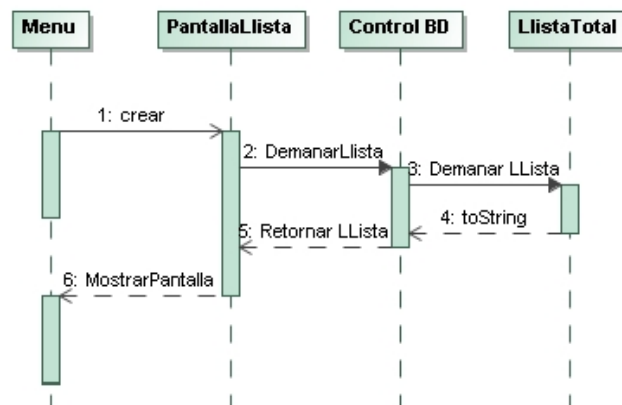 Menu
PantallaLlista
Control BD
LlistaTotal
1: crear
2: DemanarLlista
3: Demanar LLista
4: toString
5: Retornar LLista
6: MostrarPantalla